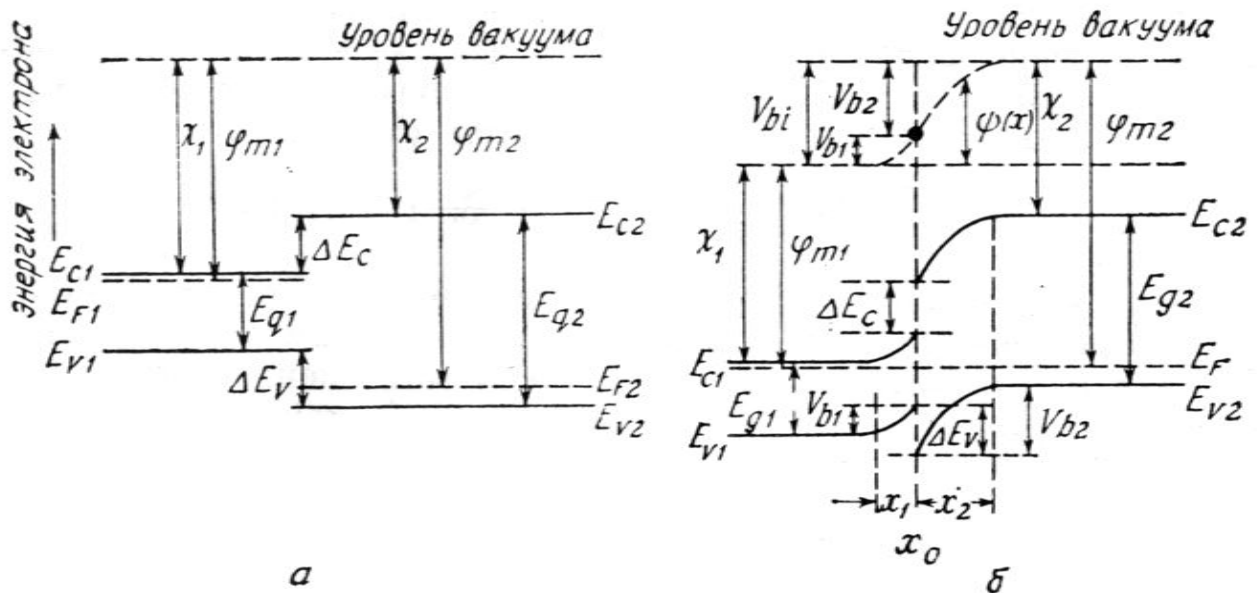 Энергия электрона
Уровень вакуума
χ₁ φm1 χ₂ φm2
Ec1 ΔEc Ec2
EF1 Eq1 Eq2
Ev1 ΔEv EF2
Ev2
а
Уровень вакуума
Vbi Vb2 ψ(x) χ₂ φm2
Vb1
χ₁ φm1 Ec2
ΔEc Eg2
Ec1 EF
Eg1 Vb1 ΔEv Vb2 Ev2
Ev1
x₁ x₂
x₀
б